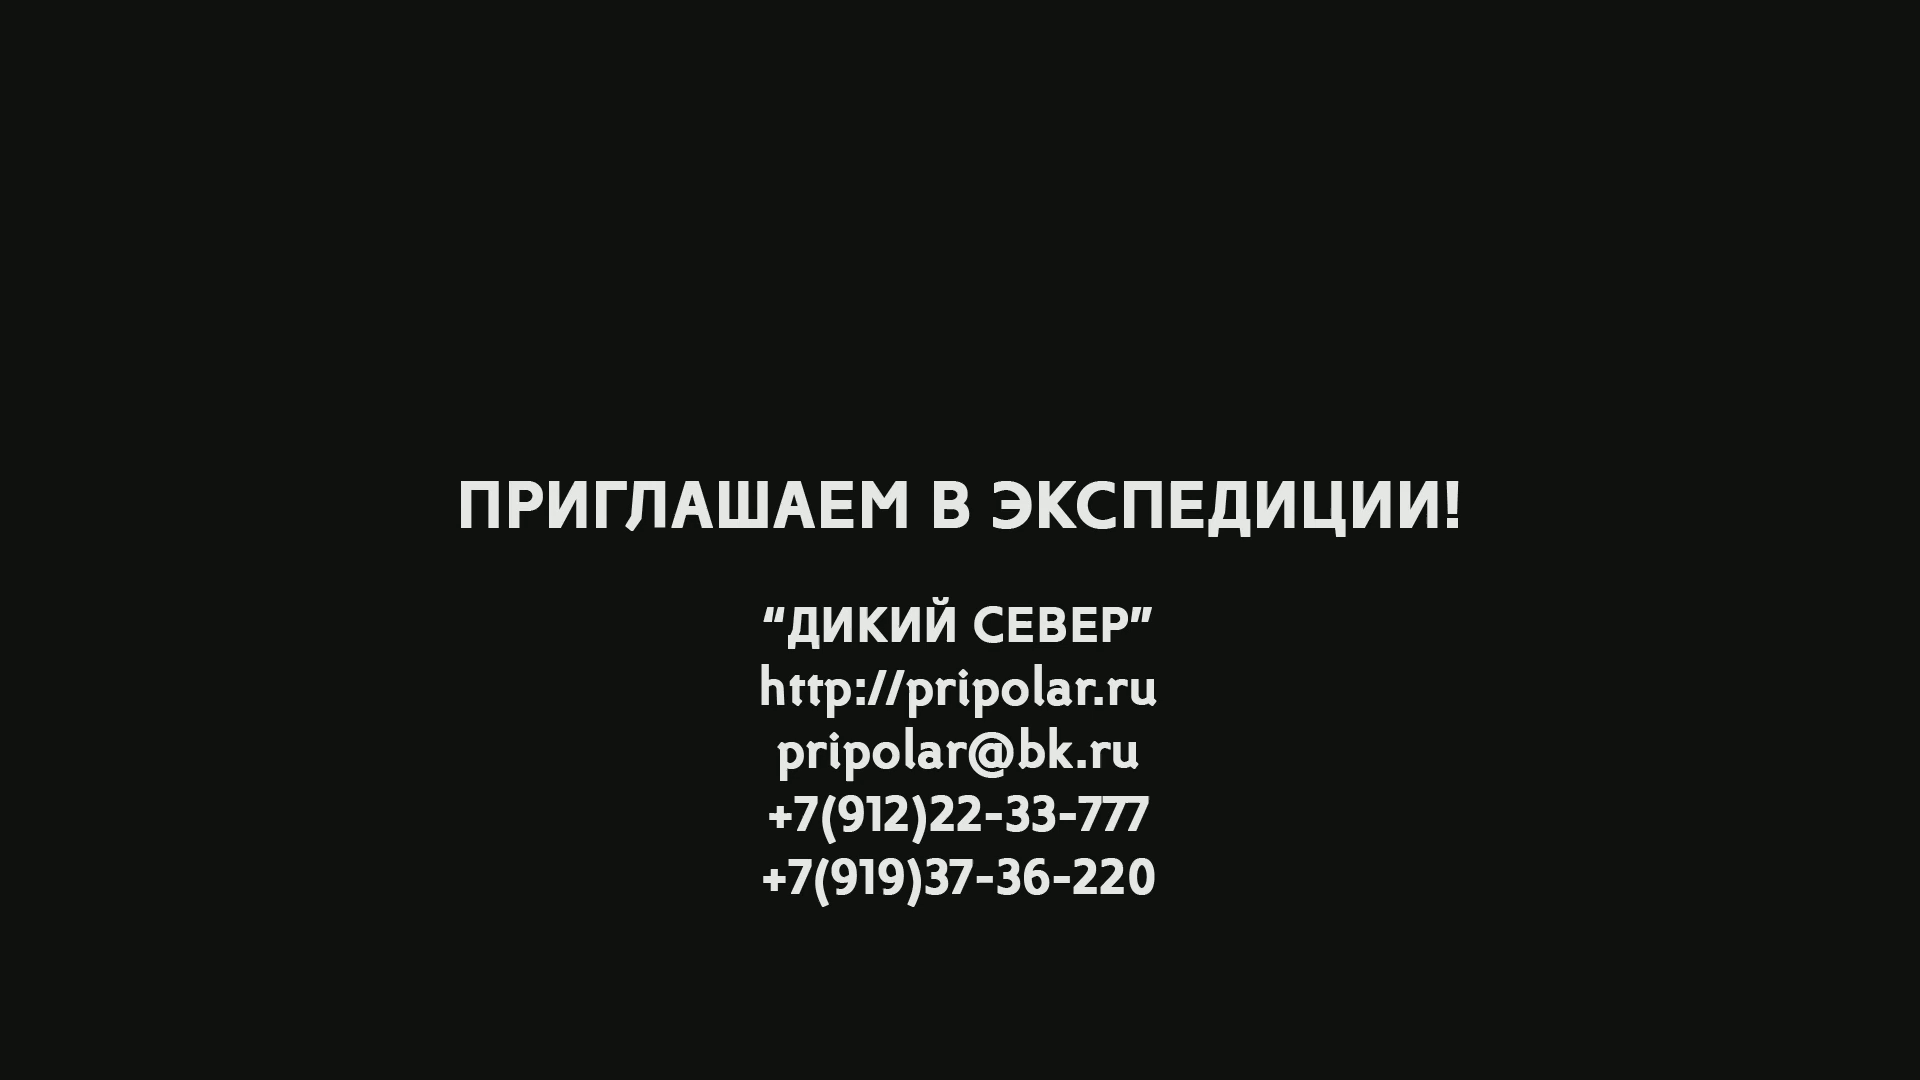 ПРИГЛАШАЕМ В ЭКСПЕДИЦИИ!
“ДИКИЙ СЕВЕР”
http://pripolar.ru
pripolar@bk.ru
+7(912)22-33-777
+7(919)37-36-220